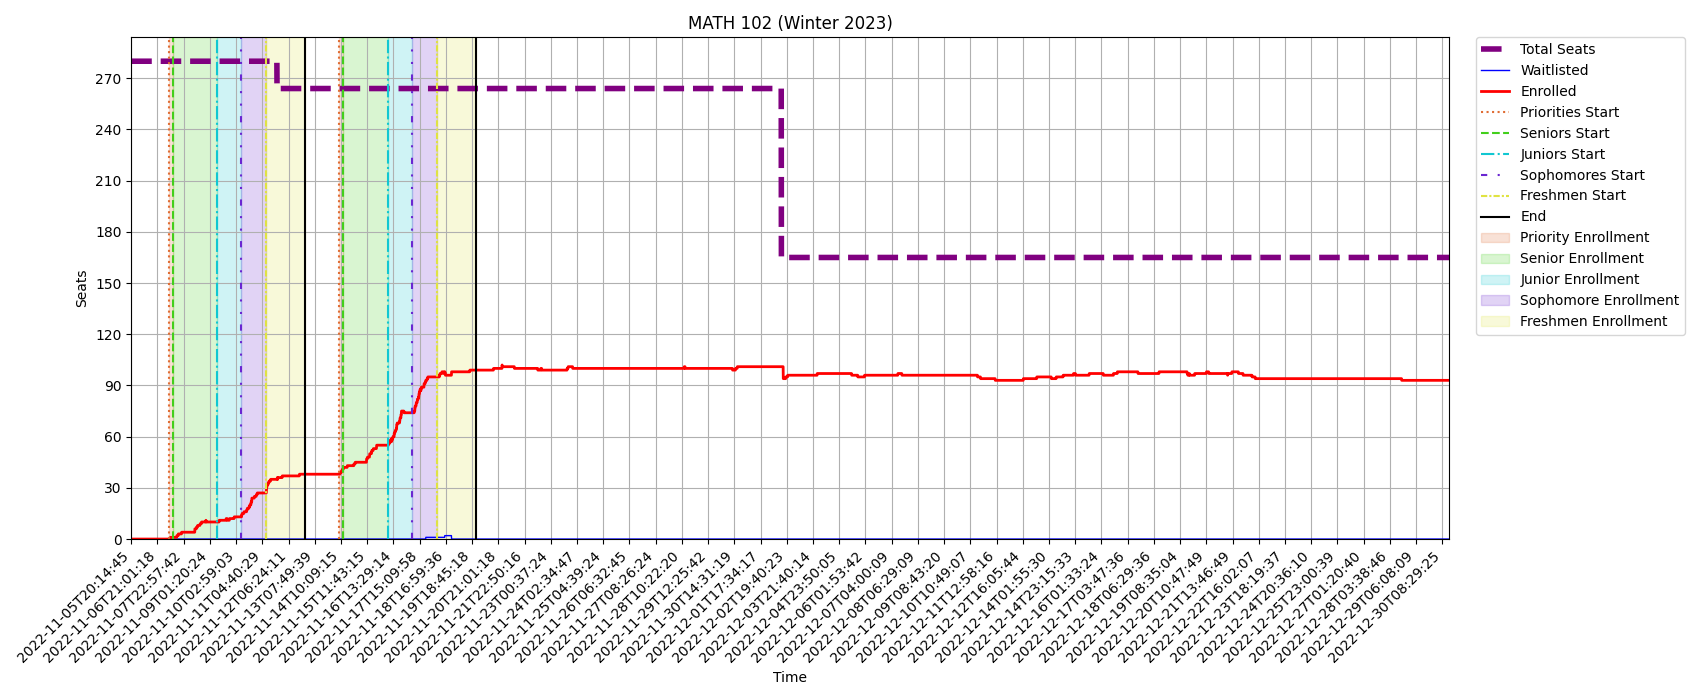 MATH 102 (Winter 2023)
Seats
270
240
210
180
150
120
90
60
30
0
2022-11-05T20:14:45
2022-11-06T21:01:18
2022-11-07T22:57:42
2022-11-09T01:20:24
2022-11-10T02:59:03
2022-11-11T04:40:29
2022-11-12T06:24:11
2022-11-13T07:49:39
2022-11-14T10:09:15
2022-11-15T11:43:15
2022-11-16T13:29:14
2022-11-17T15:09:58
2022-11-18T16:59:36
2022-11-19T18:45:18
2022-11-20T21:01:18
2022-11-21T22:50:16
2022-11-23T00:37:24
2022-11-24T02:34:47
2022-11-25T04:39:24
2022-11-26T06:32:45
2022-11-27T08:26:24
2022-11-28T10:22:20
2022-11-29T12:25:42
2022-11-30T14:31:19
2022-12-01T17:34:17
2022-12-02T19:40:23
2022-12-03T21:40:14
2022-12-04T23:50:05
2022-12-06T01:53:42
2022-12-07T04:00:09
2022-12-08T06:29:09
2022-12-09T08:43:20
2022-12-10T10:49:07
2022-12-11T12:58:16
2022-12-12T16:05:44
2022-12-14T01:55:30
2022-12-14T23:15:33
2022-12-16T01:33:24
2022-12-17T03:47:36
2022-12-18T06:29:36
2022-12-19T08:35:04
2022-12-20T10:47:49
2022-12-21T13:46:49
2022-12-22T16:02:07
2022-12-23T18:19:37
2022-12-24T20:36:10
2022-12-25T23:00:39
2022-12-27T01:20:40
2022-12-28T03:38:46
2022-12-29T06:08:09
2022-12-30T08:29:25
Time
Total Seats
Waitlisted
Enrolled
Priorities Start
Seniors Start
Juniors Start
Sophomores Start
Freshmen Start
End
Priority Enrollment
Senior Enrollment
Junior Enrollment
Sophomore Enrollment
Freshmen Enrollment